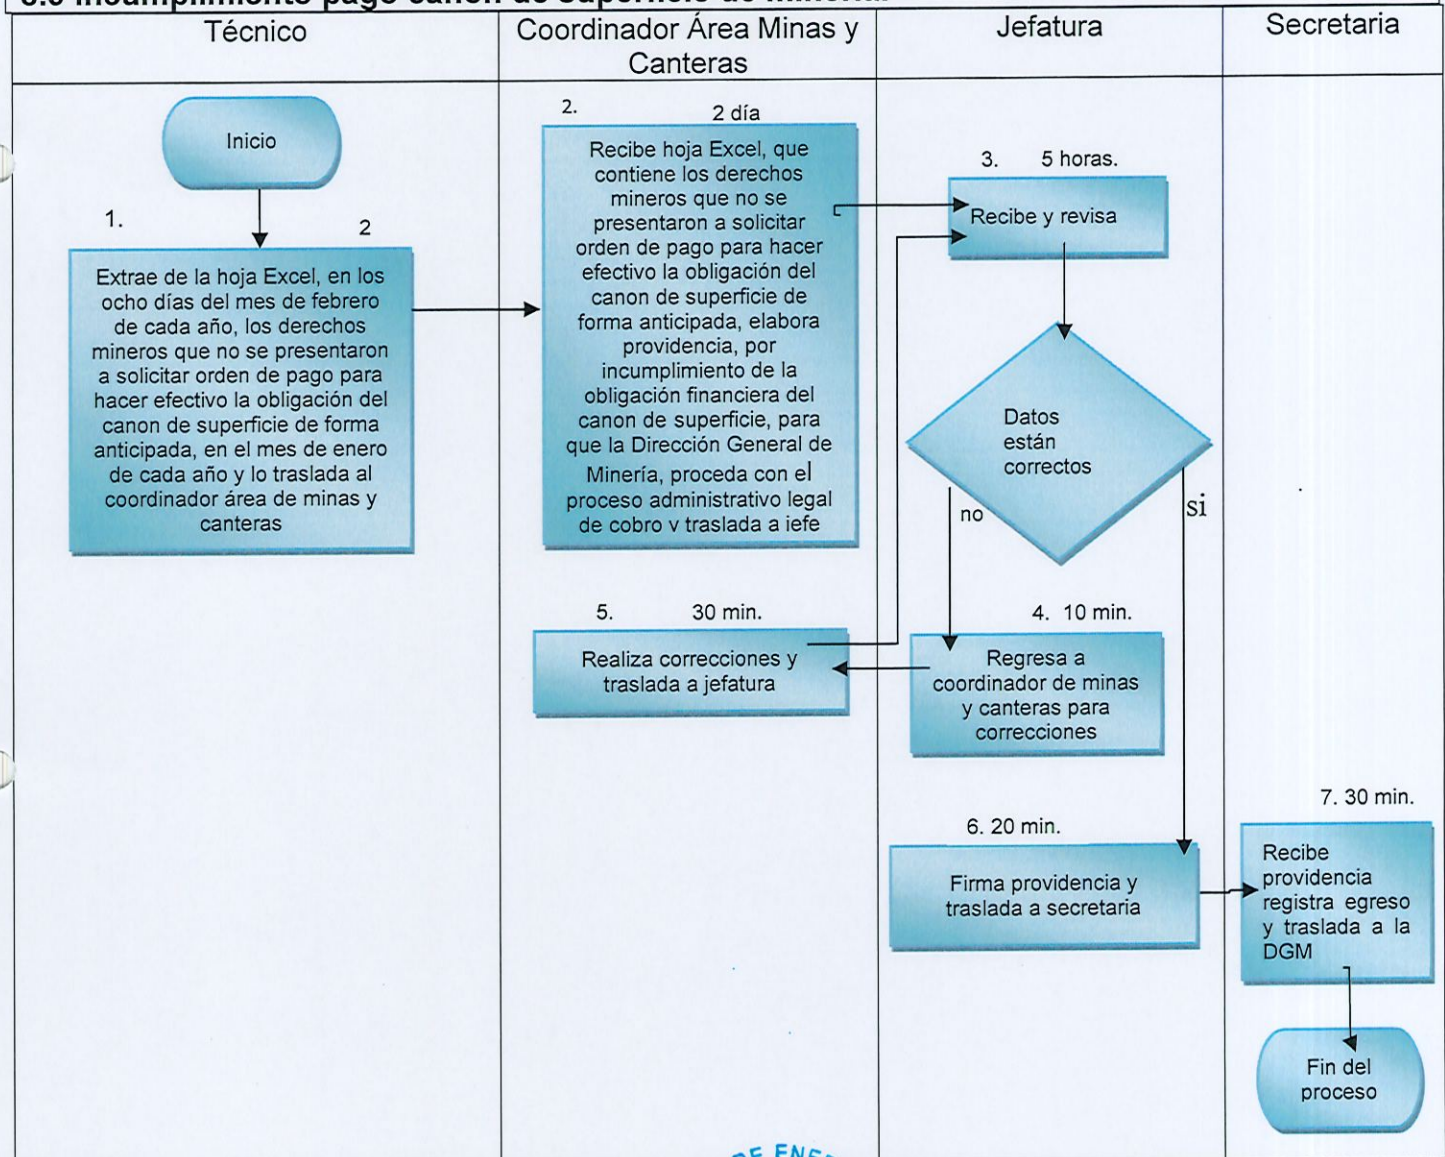 Técnico
Coordinador Área Minas y
Canteras
Jefatura
Secretaria
Inicio
1.
2
Extrae de la hoja Excel, en los
ocho días del mes de febrero
de cada año, los derechos
mineros que no se presentaron
a solicitar orden de pago para
hacer efectivo la obligación del
canon de superficie de forma
anticipada, en el mes de enero
de cada año y lo traslada al
coordinador área de minas y
canteras
2.
2 día
Recibe hoja Excel, que
contiene los derechos
mineros que no se
presentaron a solicitar
orden de pago para hacer
efectivo la obligación del
canon de superficie de
forma anticipada, elabora
providencia, por
incumplimiento de la
obligación financiera del
canon de superficie, para
que la Dirección General de
Minería, proceda con el
proceso administrativo legal
de cobro y traslada a jefe
3. 5 horas.
Recibe y revisa
Datos
están
correctos
no
si
4. 10 min.
Regresa a
coordinador de minas
y canteras para
correcciones
5. 30 min.
Realiza correcciones y
traslada a jefatura
6. 20 min.
Firma providencia y
traslada a secretaria
7. 30 min.
Recibe
providencia
registra egreso
y traslada a la
DGM
Fin del
proceso